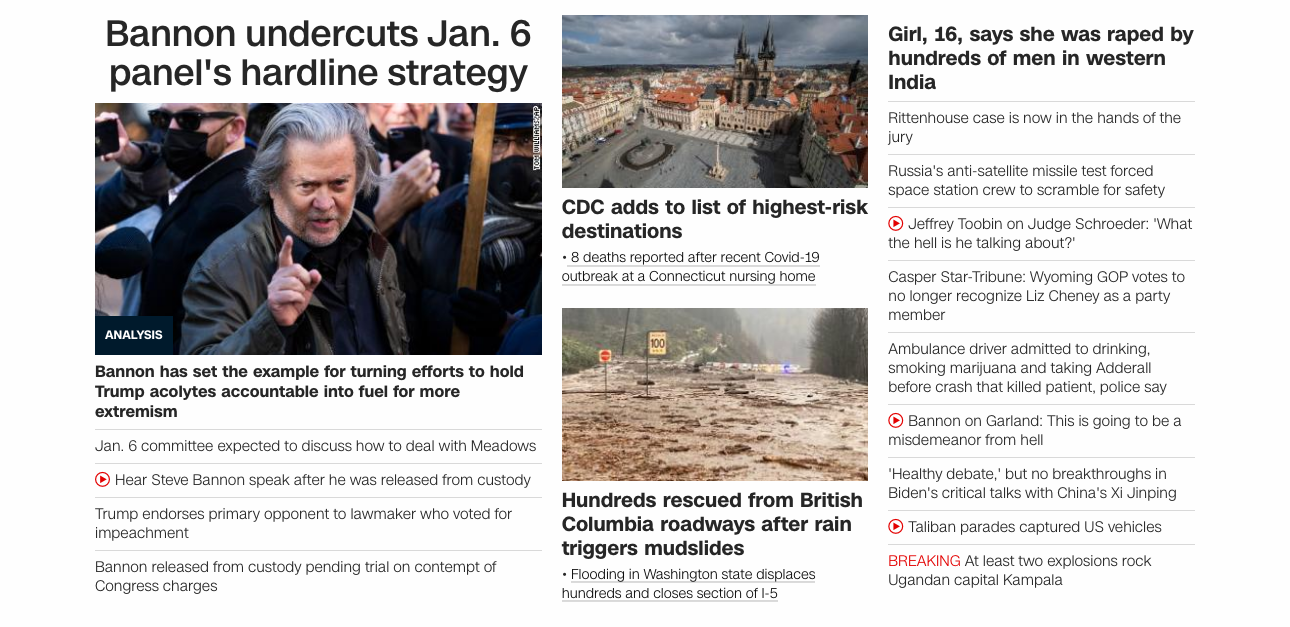 Bannon undercuts Jan. 6
panel's hardline strategy
TOM WILLIAMS/AP
ANALYSIS
Bannon has set the example for turning efforts to hold
Trump acolytes accountable into fuel for more
extremism
Jan. 6 committee expected to discuss how to deal with Meadows
Hear Steve Bannon speak after he was released from custody
Trump endorses primary opponent to lawmaker who voted for
impeachment
Bannon released from custody pending trial on contempt of
Congress charges
CDC adds to list of highest-risk
destinations
• 8 deaths reported after recent Covid-19
outbreak at a Connecticut nursing home
100
Hundreds rescued from British
Columbia roadways after rain
triggers mudslides
• Flooding in Washington state displaces
hundreds and closes section of I-5
Girl, 16, says she was raped by
hundreds of men in western
India
Rittenhouse case is now in the hands of the
jury
Russia's anti-satellite missile test forced
space station crew to scramble for safety
Jeffrey Toobin on Judge Schroeder: 'What
the hell is he talking about?'
Casper Star-Tribune: Wyoming GOP votes to
no longer recognize Liz Cheney as a party
member
Ambulance driver admitted to drinking,
smoking marijuana and taking Adderall
before crash that killed patient, police say
Bannon on Garland: This is going to be a
misdemeanor from hell
'Healthy debate,' but no breakthroughs in
Biden's critical talks with China's Xi Jinping
Taliban parades captured US vehicles
BREAKING At least two explosions rock
Ugandan capital Kampala